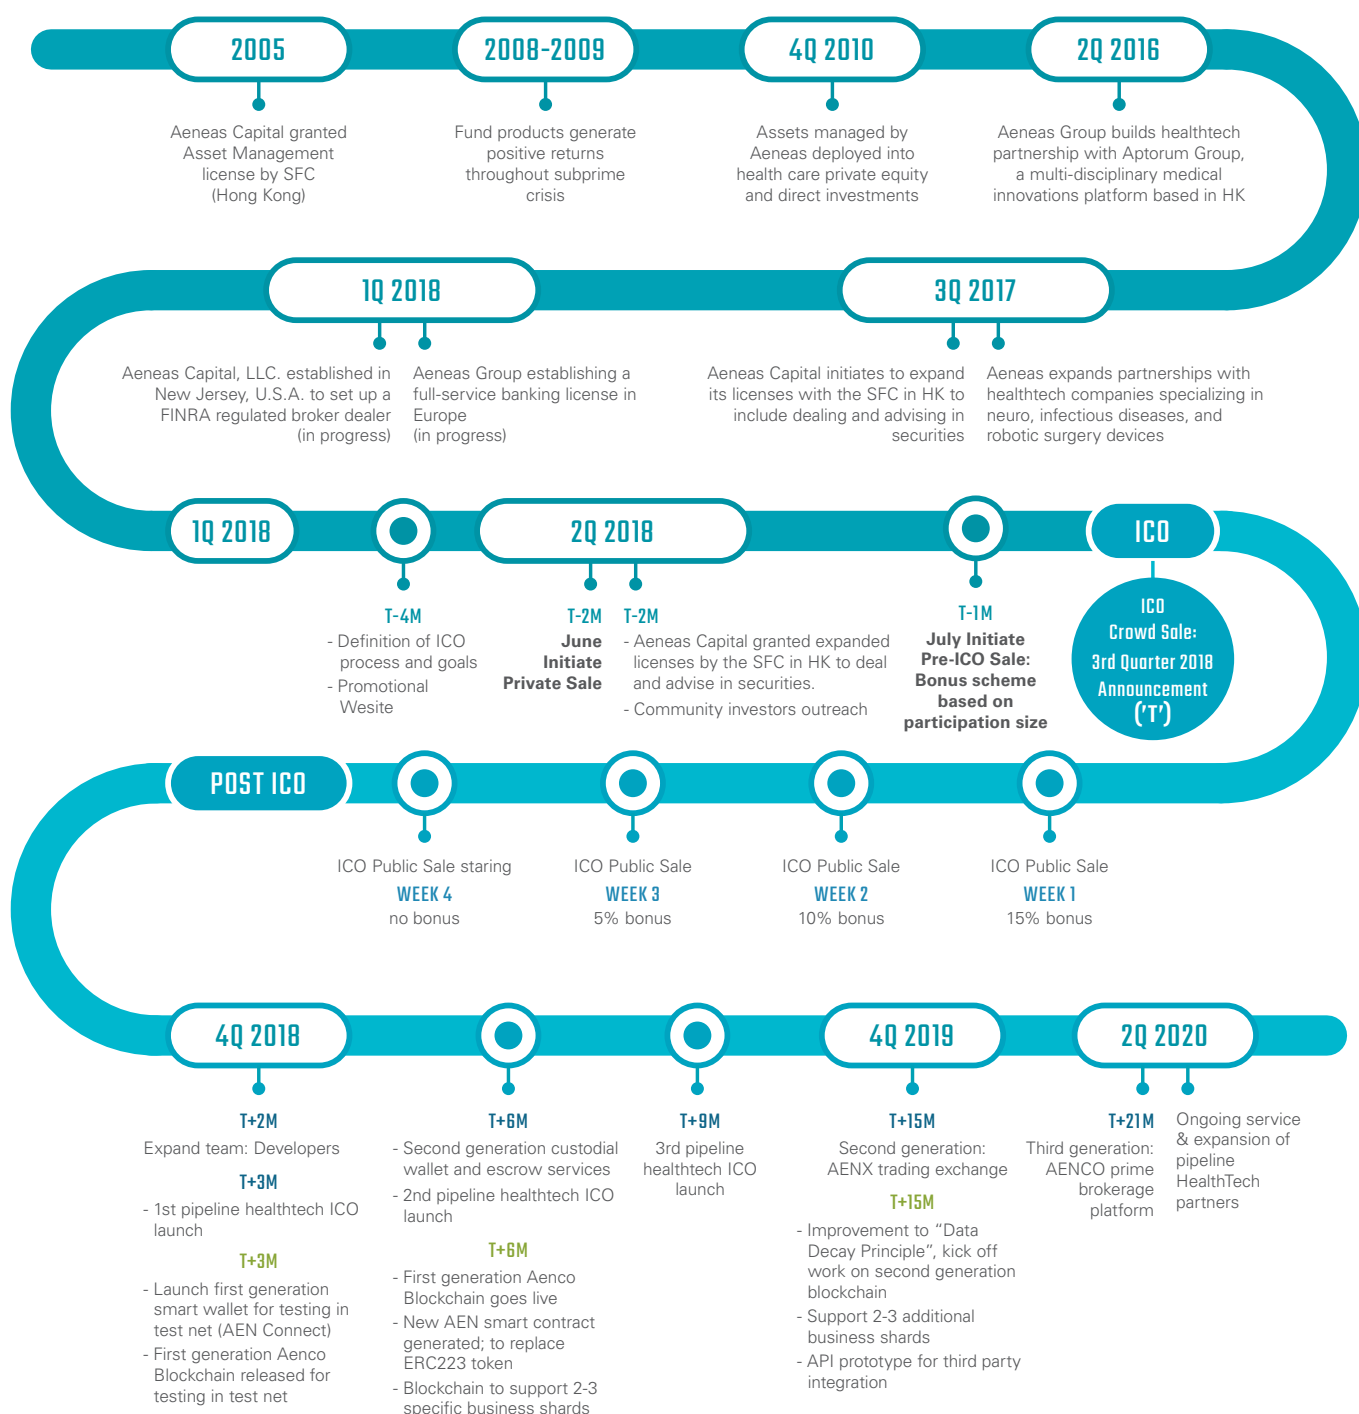 2005
Aeneas Capital granted
Asset Management
license by SFC
(Hong Kong)
2008-2009
Fund products generate
positive returns
throughout subprime
crisis
4Q 2010
Assets managed by
Aeneas deployed into
health care private equity
and direct investments
2Q 2016
Aeneas Group builds healthtech
partnership with Aptorum Group,
a multi-disciplinary medical
innovations platform based in HK
3Q 2017
Aeneas Capital initiates to expand
its licenses with the SFC in HK to
include dealing and advising in
securities
Aeneas expands partnerships with
healthtech companies specializing in
neuro, infectious diseases, and
robotic surgery devices
1Q 2018
Aeneas Capital, LLC. established in
New Jersey, U.S.A. to set up a
FINRA regulated broker dealer
(in progress)
Aeneas Group establishing a
full-service banking license in
Europe
(in progress)
1Q 2018
T-4M
- Definition of ICO
process and goals
- Promotional
Wesite
2Q 2018
T-2M
June
Initiate
Private Sale
T-2M
- Aeneas Capital granted expanded
licenses by the SFC in HK to deal
and advise in securities.
- Community investors outreach
T-1M
July Initiate
Pre-ICO Sale:
Bonus scheme
based on
participation size
ICO
ICO
Crowd Sale:
3rd Quarter 2018
Announcement
('T')
ICO Public Sale
WEEK 1
15% bonus
ICO Public Sale
WEEK 2
10% bonus
ICO Public Sale
WEEK 3
5% bonus
ICO Public Sale staring
WEEK 4
no bonus
POST ICO
4Q 2018
T+2M
Expand team: Developers
T+3M
- 1st pipeline healthtech ICO
launch
T+3M
- Launch first generation
smart wallet for testing in
test net (AEN Connect)
- First generation Aenco
Blockchain released for
testing in test net
T+6M
- Second generation custodial
wallet and escrow services
- 2nd pipeline healthtech ICO
launch
T+6M
- First generation Aenco
Blockchain goes live
- New AEN smart contract
generated; to replace
ERC223 token
- Blockchain to support 2-3
specific business shards
T+9M
3rd pipeline
healthtech ICO
launch
4Q 2019
T+15M
Second generation:
AENX trading exchange
T+15M
- Improvement to “Data
Decay Principle”, kick off
work on second generation
blockchain
- Support 2-3 additional
business shards
- API prototype for third party
integration
2Q 2020
T+21M
Third generation:
AENCO prime
brokerage
platform
Ongoing service
& expansion of
pipeline
HealthTech
partners